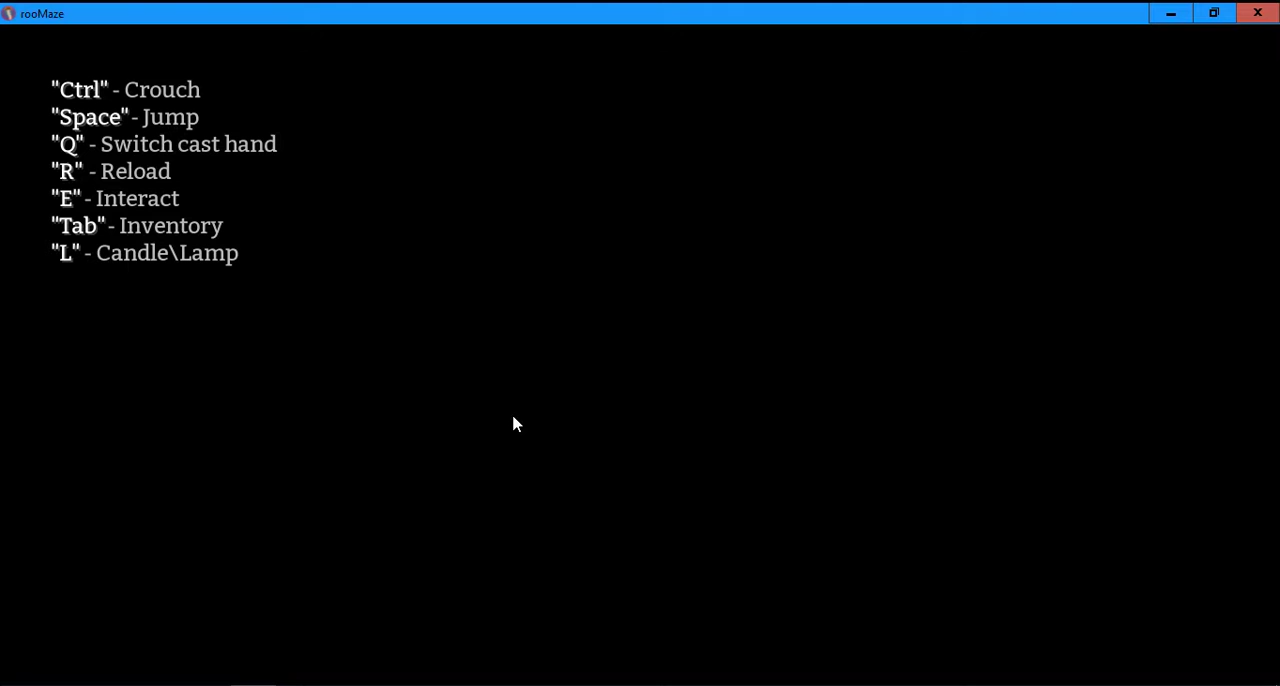 rooMaze
"Ctrl" - Crouch
"Space" - Jump
"Q" - Switch cast hand
"R" - Reload
"E" - Interact
"Tab" - Inventory
"L" - Candle\Lamp